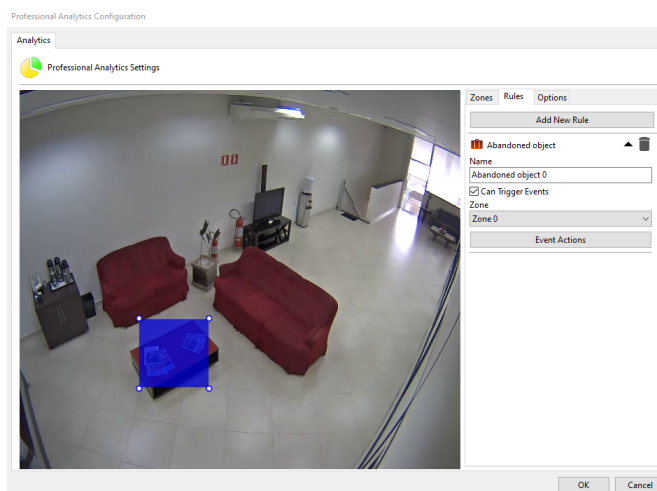 Professional Analytics Configuration
Analytics
Professional Analytics Settings
Zones Rules Options
Add New Rule
Abandoned object
Name
Abandoned object 0
Can Trigger Events
Zone
Zone 0
Event Actions
OK Cancel